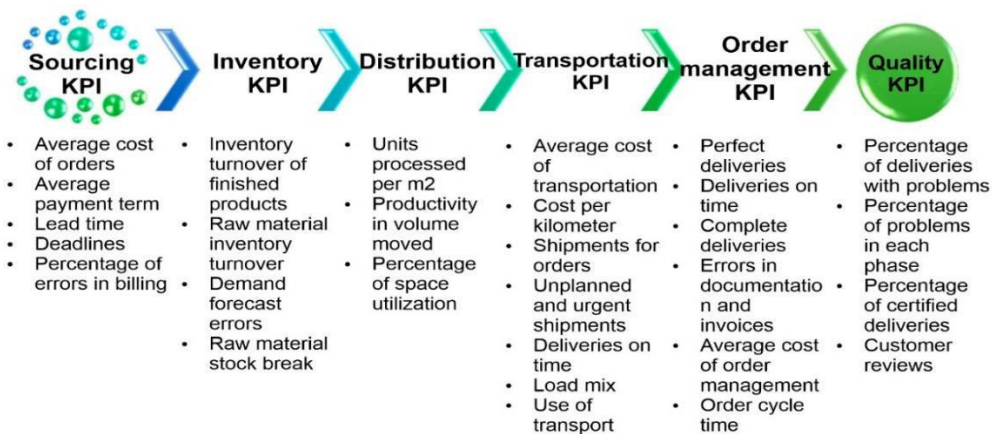 Sourcing
KPI
Inventory
KPI
Distribution
KPI
Transportation
KPI
Order
management
KPI
Quality
KPI
• Average cost
of orders
• Average
payment term
• Lead time
• Deadlines
• Percentage of
errors in billing
• Inventory
turnover of
finished
products
• Raw material
inventory
turnover
• Demand
forecast
errors
• Raw material
stock break
• Units
processed
per m2
• Productivity
in volume
moved
• Percentage
of space
utilization
• Average cost
of
transportation
• Cost per
kilometer
• Shipments for
orders
• Unplanned
and urgent
shipments
• Deliveries on
time
• Load mix
• Use of
transport
• Perfect
deliveries
• Deliveries on
time
• Complete
deliveries
• Errors in
documentatio
n and
invoices
• Average cost
of order
management
• Order cycle
time
• Percentage
of deliveries
with problems
• Percentage
of problems
in each
phase
• Percentage
of certified
deliveries
• Customer
reviews